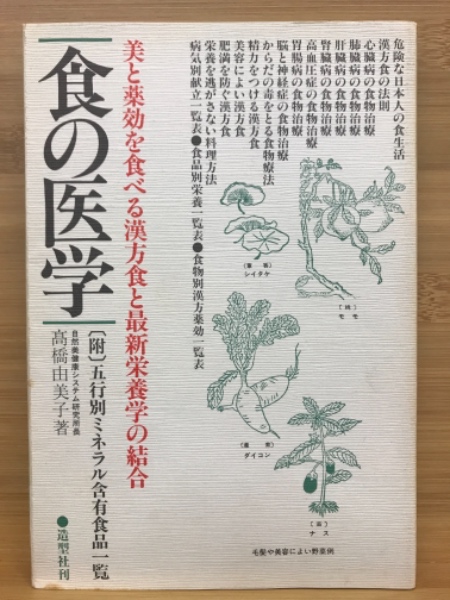 危険な日本人の食生活
漢方食の法則
心臓病の食物治療
肺臓病の食物治療
肝臓病の食物治療
腎臓病の食物治療
高血圧症の食物治療
胃腸病の食物治療
脳と神経症の食物治療
からだの毒をとる食物療法
精力をつける漢方食
美容によい漢方食
肥満を防ぐ漢方食
栄養を逃がさない料理方法
病気別献立一覧表●食品別栄養一覧表●食物別漢方薬効一覧表
美と薬効を食べる漢方食と最新栄養学の結合
食の医学
〔附〕五行別ミネラル含有食品一覧
自然美健康システム研究所長
髙橋由美子著
●造型社刊
シイタケ
〔桃〕
モモ
ダイコン
ナス
毛髪や美容によい野菜例